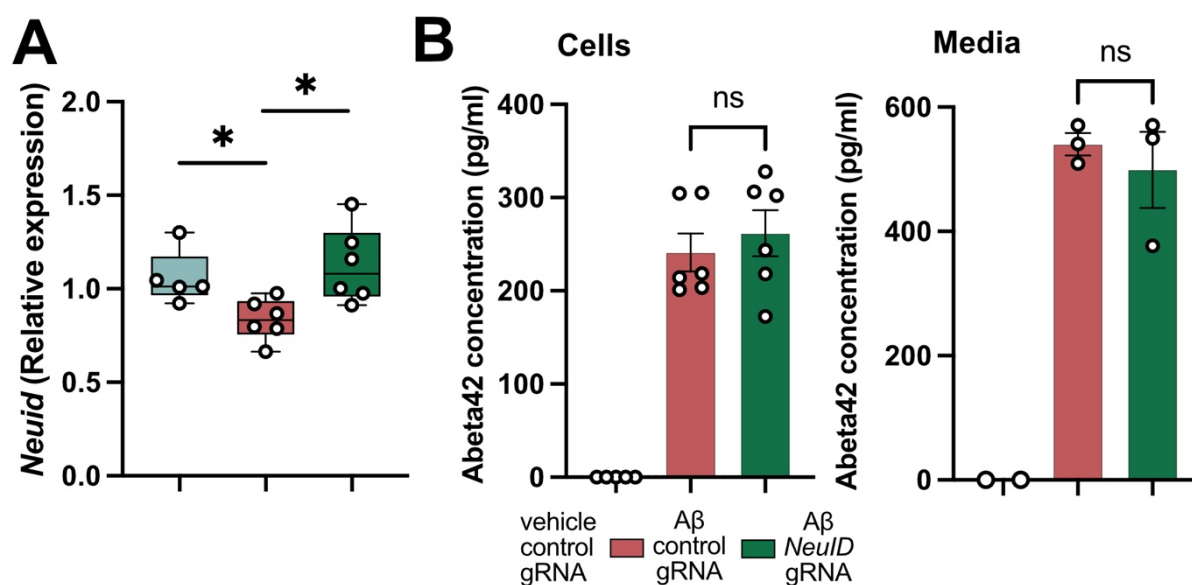 A
Neuid (Relative expression)
2.0
1.5
1.0
0.5
0.0
*
*
B
Cells
Abeta42 concentration (pg/ml)
400
300
200
100
0
ns
Media
Abeta42 concentration (pg/ml)
600
400
200
0
ns
vehicle
control
gRNA
Aβ
control
gRNA
Aβ
NeuID
gRNA